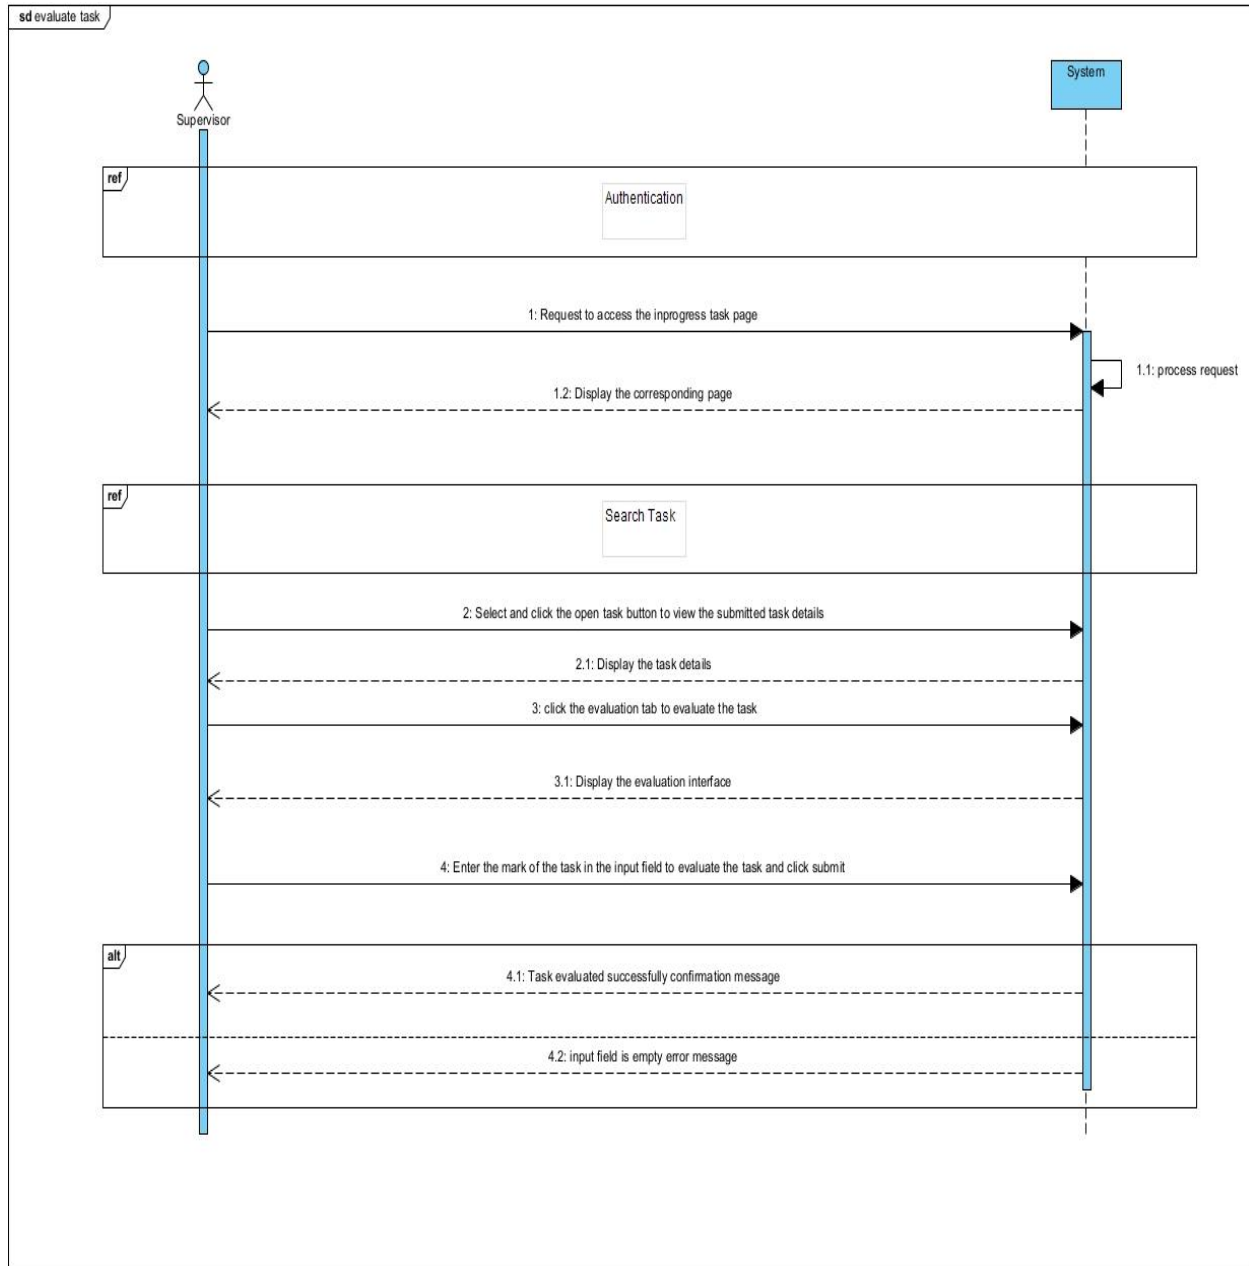 sd evaluate task
System
Supervisor
ref
Authentication
1: Request to access the inprogress task page
1.1: process request
1.2: Display the corresponding page
ref
Search Task
2: Select and click the open task button to view the submitted task details
2.1: Display the task details
3: click the evaluation tab to evaluate the task
3.1: Display the evaluation interface
4: Enter the mark of the task in the input field to evaluate the task and click submit
alt
4.1: Task evaluated successfully confirmation message
4.2: input field is empty error message